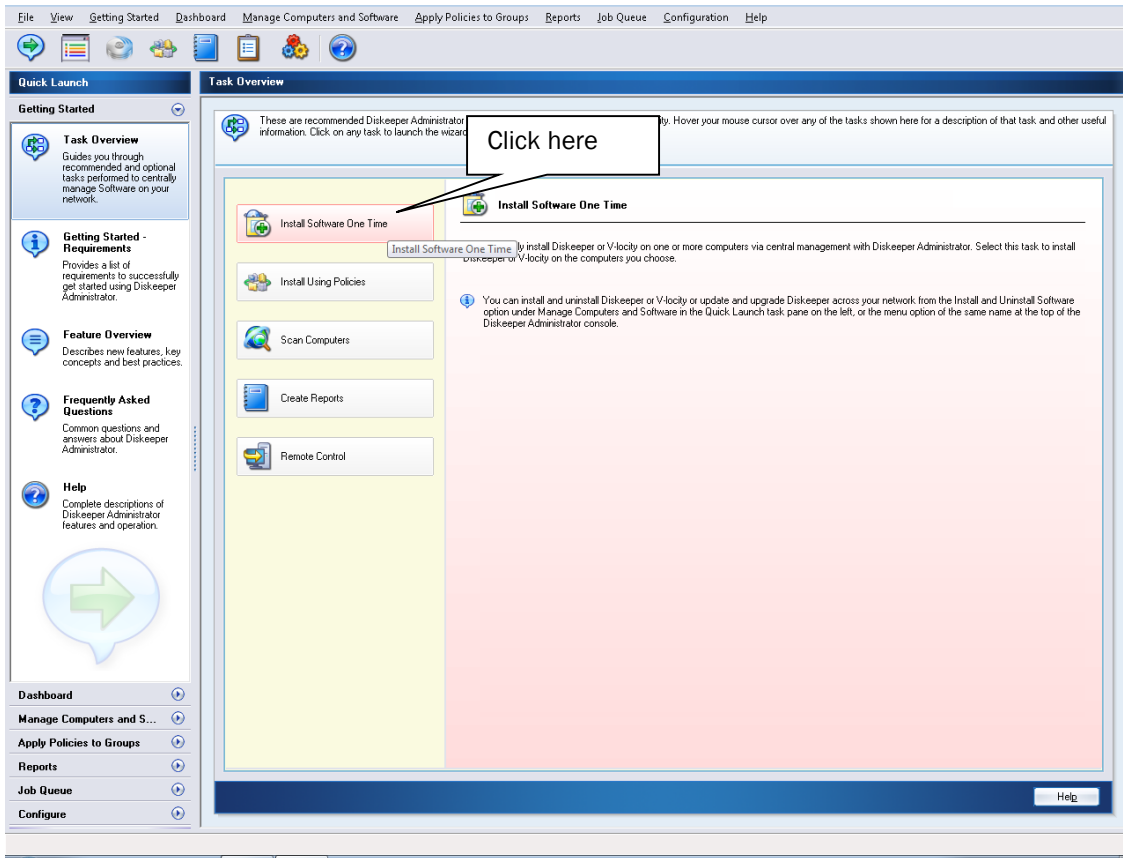 File View Getting Started Dashboard Manage Computers and Software Apply Policies to Groups Reports Job Queue Configuration Help
Quick Launch
Getting Started
Task Overview
Guides you through
recommended and optional
tasks performed to centrally
manage Software on your
network.
Getting Started -
Requirements
Provides a list of
requirements to successfully
get started using Diskeeper
Administrator.
Feature Overview
Describes new features, key
concepts and best practices.
Frequently Asked
Questions
Common questions and
answers about Diskeeper
Administrator.
Help
Complete descriptions of
Diskeeper Administrator
features and operation.
Dashboard
Manage Computers and S...
Apply Policies to Groups
Reports
Job Queue
Configure
Task Overview
These are recommended Diskeeper Administrator ty. Hover your mouse cursor over any of the tasks shown here for a description of that task and other useful
information. Click on any task to launch the wizard
Click here
Install Software One Time
Install Software One Time
Install Using Policies
Scan Computers
Create Reports
Remote Control
Install Software One Time
ly install Diskeeper or V-locity on one or more computers via central management with Diskeeper Administrator. Select this task to install
Diskeeper or V-locity on the computers you choose.
You can install and uninstall Diskeeper or V-locity or update and upgrade Diskeeper across your network from the Install and Uninstall Software
option under Manage Computers and Software in the Quick Launch task pane on the left, or the menu option of the same name at the top of the
Diskeeper Administrator console.
Help